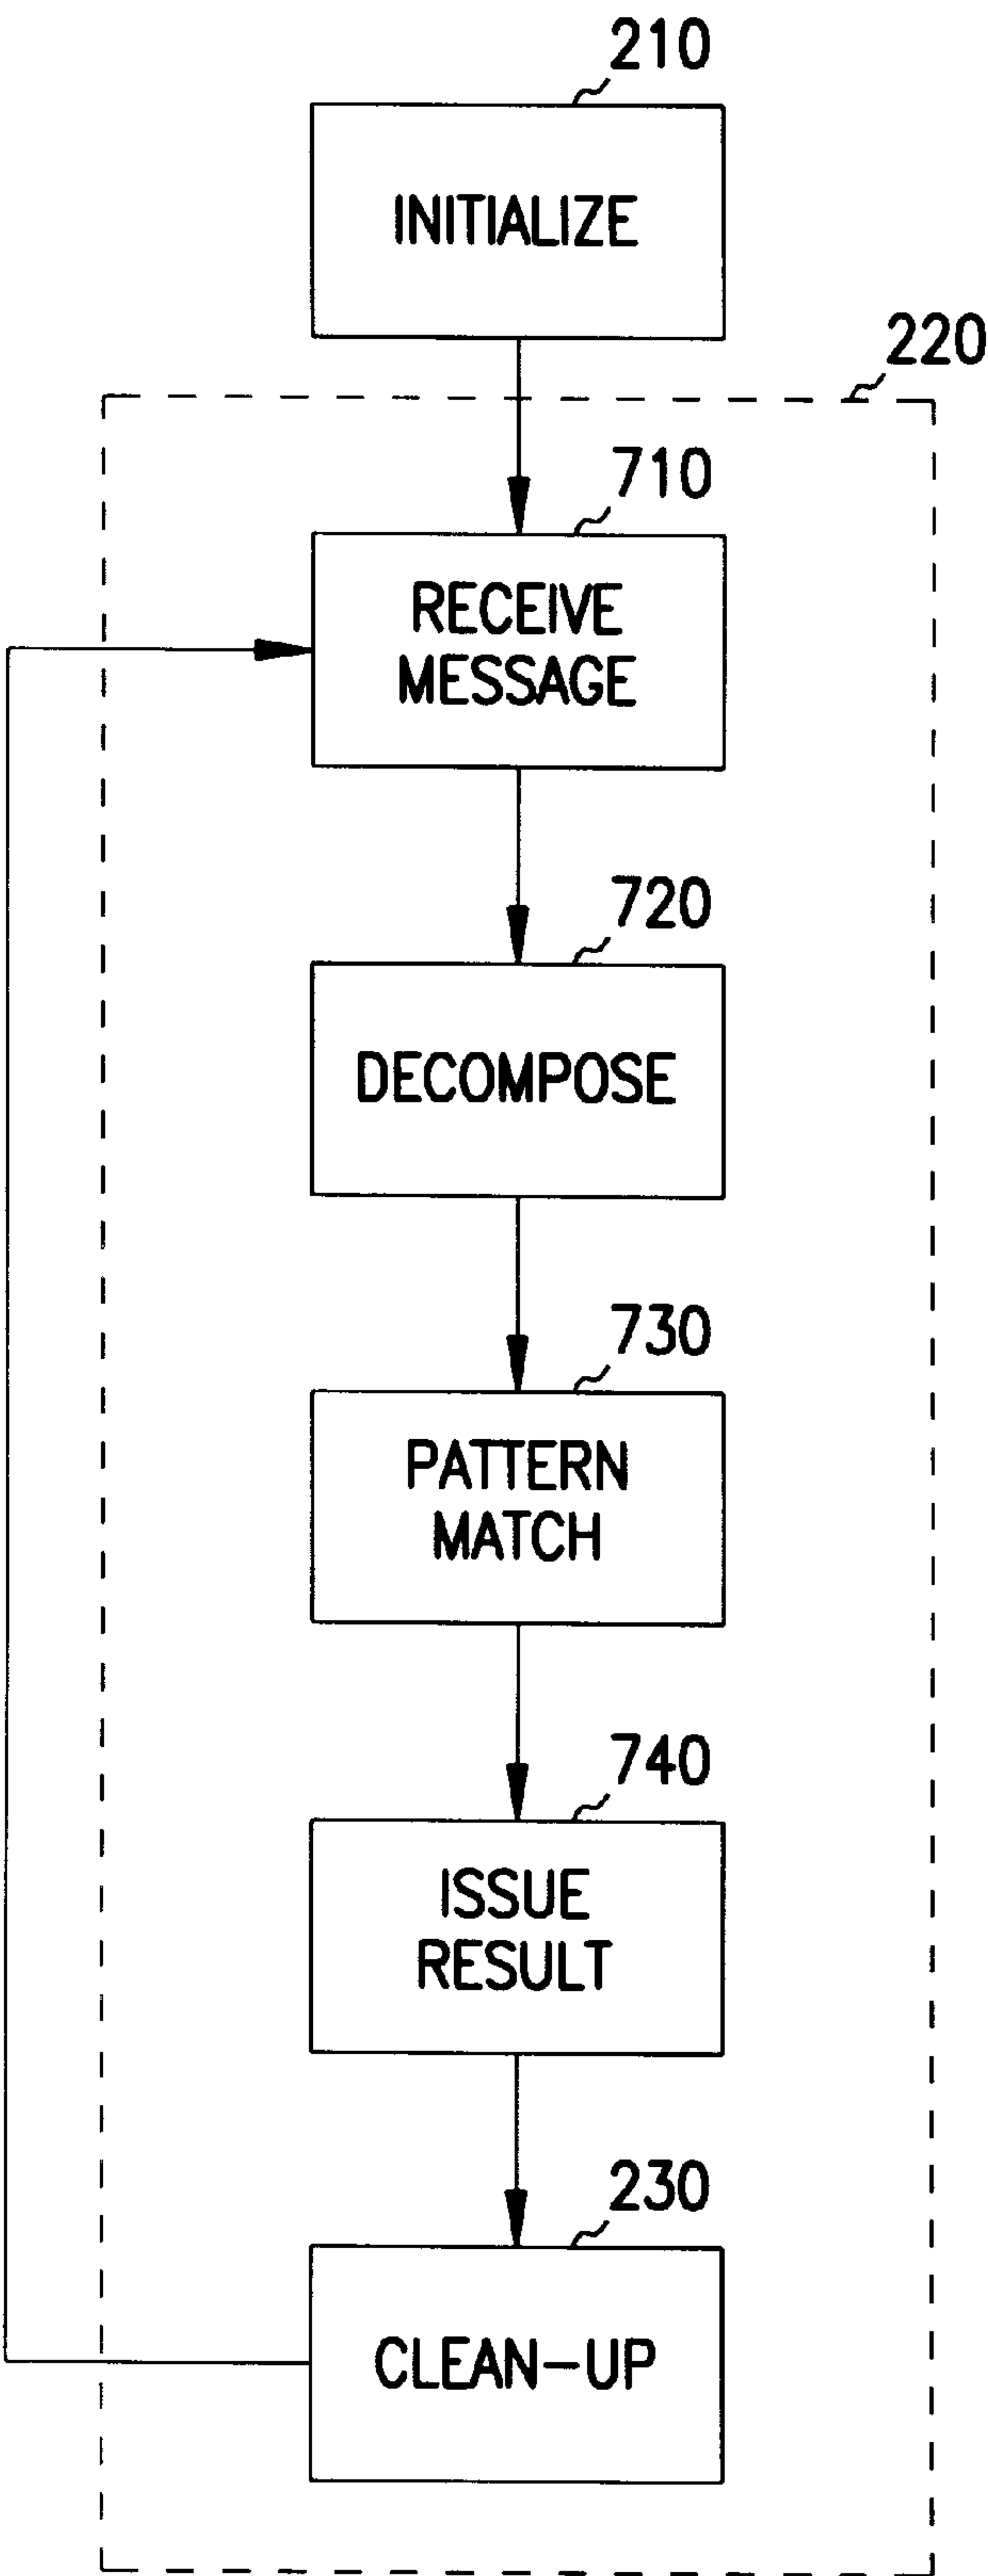 210
INITIALIZE
220
710
RECEIVE
MESSAGE
720
DECOMPOSE
730
PATTERN
MATCH
740
ISSUE
RESULT
230
CLEAN-UP